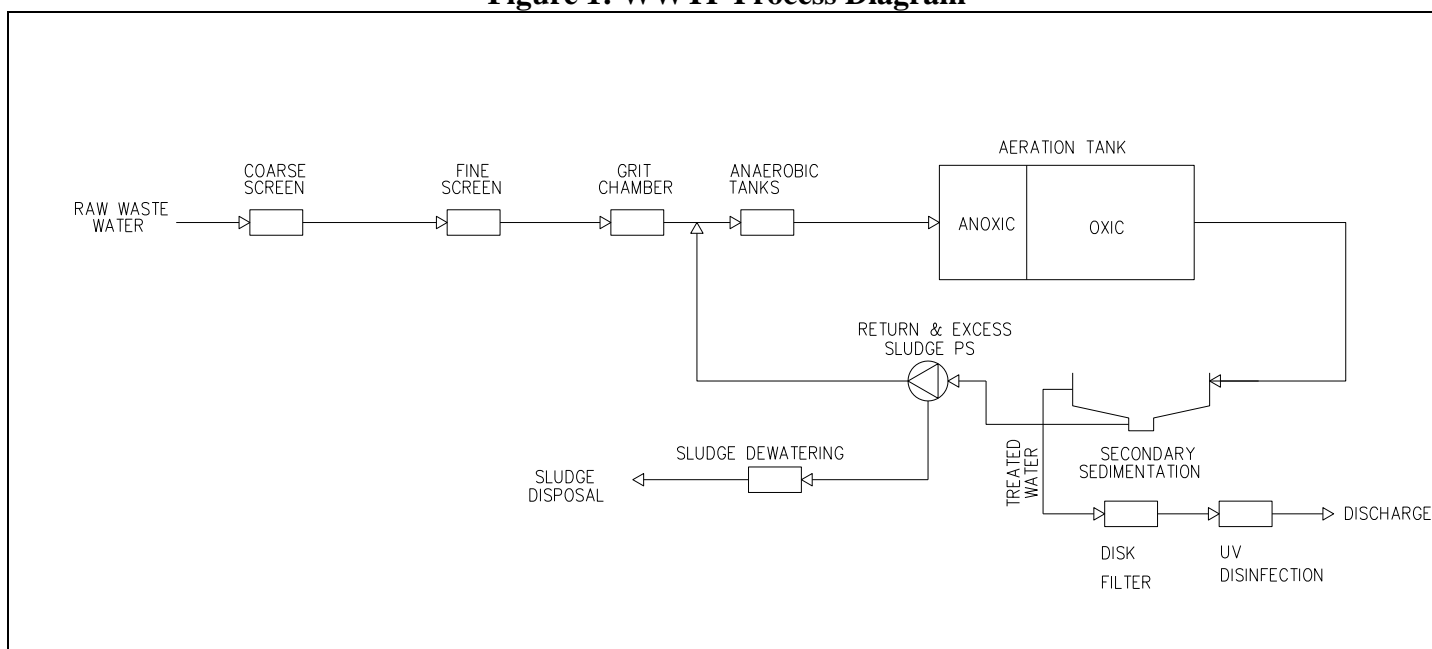 Figure 1: WWTP Process Diagram
COARSE
SCREEN
FINE
SCREEN
GRIT
CHAMBER
ANAEROBIC
TANKS
AERATION TANK
RAW WASTE
WATER
ANOXIC
OXIC
RETURN & EXCESS
SLUDGE PS
SLUDGE DEWATERING
SLUDGE
DISPOSAL
TREATED
WATER
SECONDARY
SEDIMENTATION
DISCHARGE
DISK
FILTER
UV
DISINFECTION